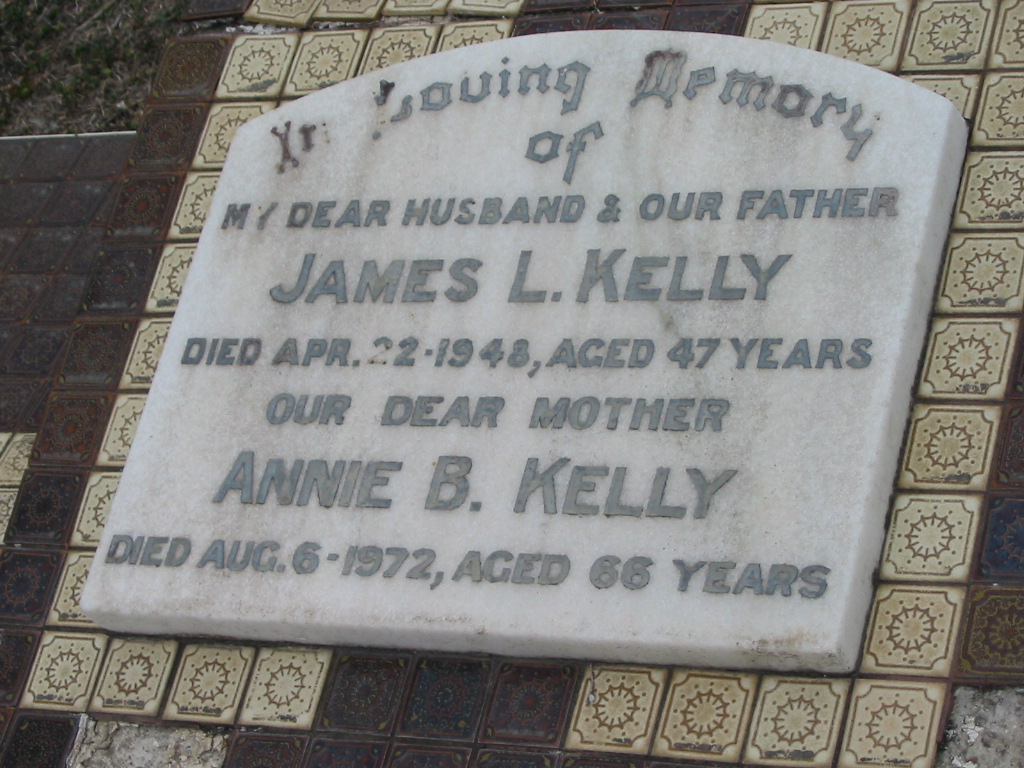 In Loving Memory
of
MY DEAR HUSBAND & OUR FATHER
JAMES L. KELLY
DIED APR. 22-1948, AGED 47 YEARS
OUR DEAR MOTHER
ANNIE B. KELLY
DIED AUG. 6-1972, AGED 66 YEARS